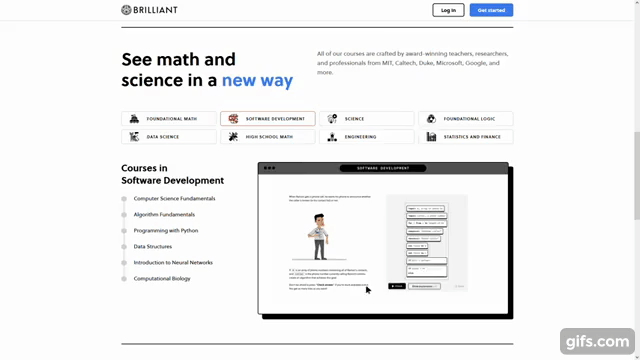 BRILLIANT
Log in
Get started
See math and
science in a new way
All of our courses are crafted by award-winning teachers, researchers,
and professionals from MIT, Caltech, Duke, Microsoft, Google, and
more.
FOUNDATIONAL MATH
SOFTWARE DEVELOPMENT
SCIENCE
FOUNDATIONAL LOGIC
DATA SCIENCE
HIGH SCHOOL MATH
ENGINEERING
STATISTICS AND FINANCE
Courses in
Software Development
Computer Science Fundamentals
Algorithm Fundamentals
Programming with Python
Data Structures
Introduction to Neural Networks
Computational Biology
SOFTWARE DEVELOPMENT
gifs.com